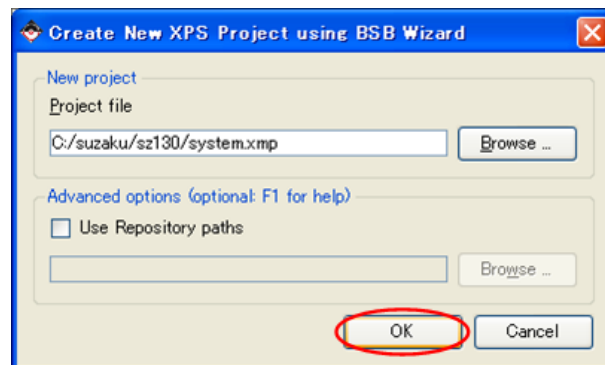 Create New XPS Project using BSB Wizard
New project
Project file
C:/suzaku/sz130/system.xmp
Browse ...
Advanced options (optional: F1 for help)
Use Repository paths
Browse ...
OK
Cancel